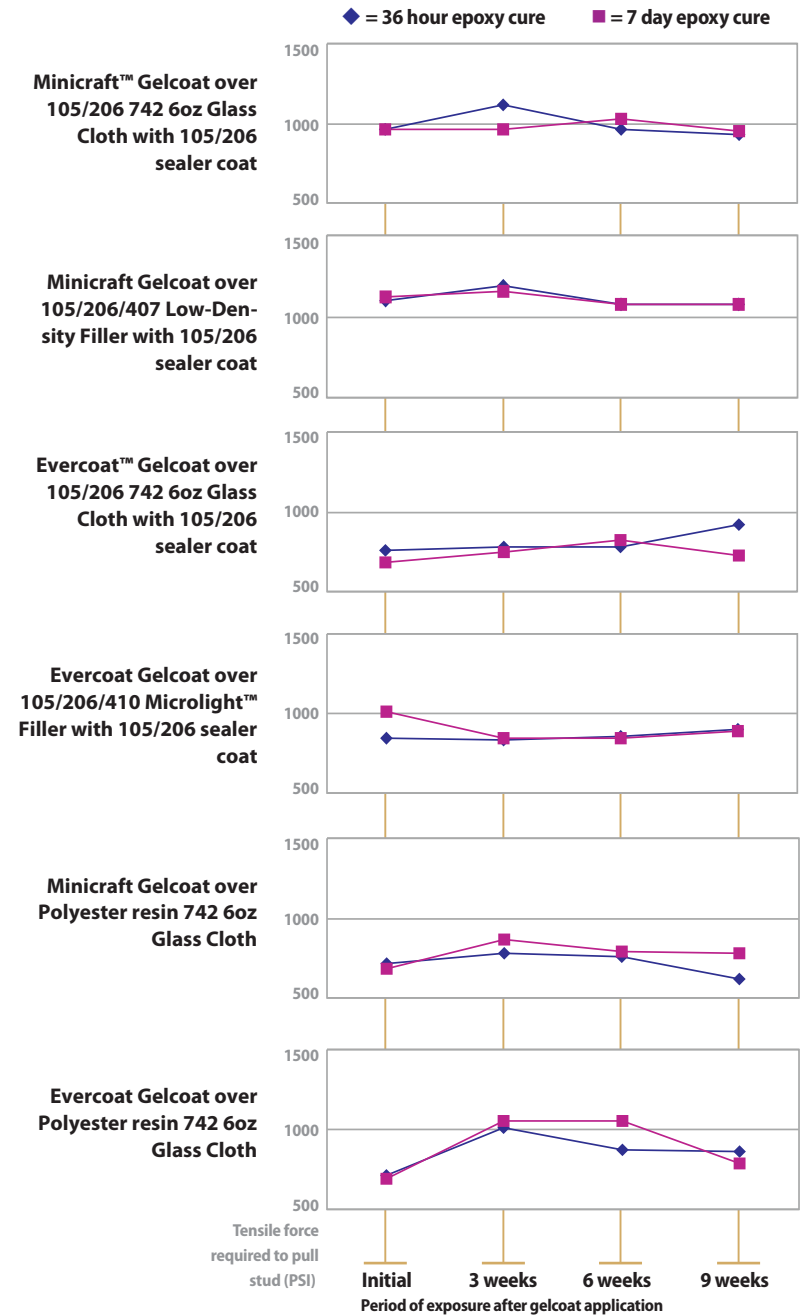 = 36 hour epoxy cure = 7 day epoxy cure
Minicraft™ Gelcoat over
105/206 742 6oz Glass
Cloth with 105/206
sealer coat
1500
1000
500
Minicraft Gelcoat over
105/206/407 Low-Den-
sity Filler with 105/206
sealer coat
1500
1000
500
Evercoat™ Gelcoat over
105/206 742 6oz Glass
Cloth with 105/206
sealer coat
1500
1000
500
Evercoat Gelcoat over
105/206/410 Microlight™
Filler with 105/206 sealer
coat
1500
1000
500
Minicraft Gelcoat over
Polyester resin 742 6oz
Glass Cloth
1500
1000
500
Evercoat Gelcoat over
Polyester resin 742 6oz
Glass Cloth
1500
1000
500
Tensile force
required to pull
stud (PSI)
Initial 3 weeks 6 weeks 9 weeks
Period of exposure after gelcoat application